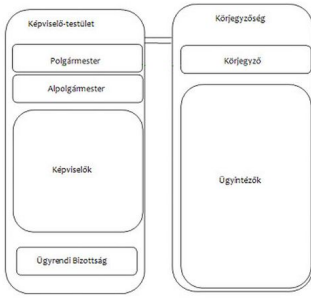 Képviselő-testület
Polgármester
Alpolgármester
Képviselők
Ügyrendi Bizottság
Körjegyzőség
Körjegyző
Ügyintézők